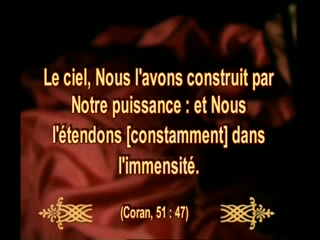 Le ciel, Nous l'avons construit par
Notre puissance : et Nous
l'étendons [constamment] dans
l'immensité.
(Coran, 51 : 47)